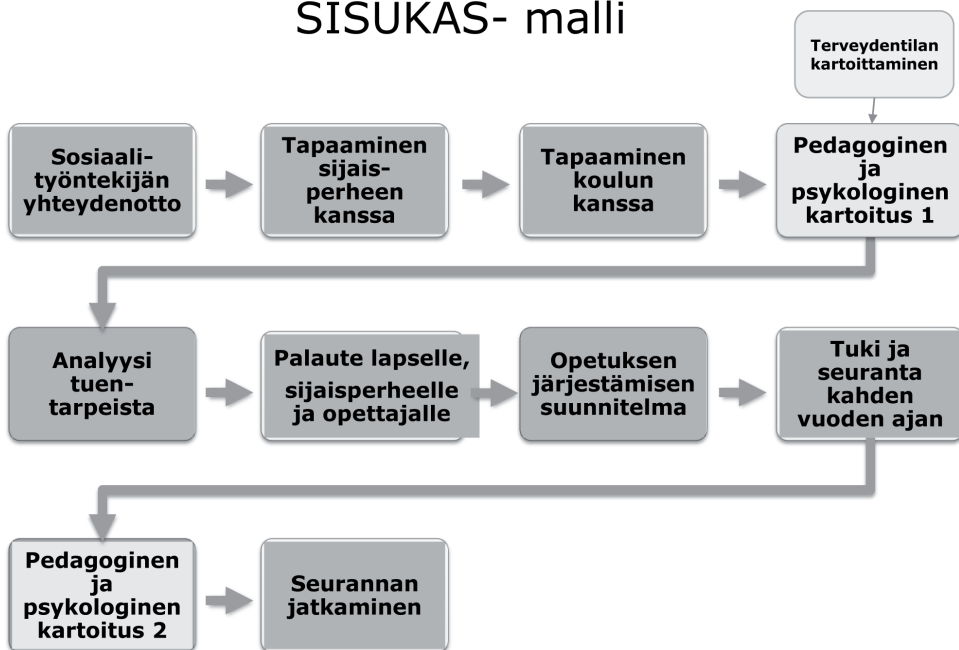 SISUKAS- malli
Terveydentilan
kartoittaminen
Sosiaali-
työntekijän
yhteydenotto
Tapaaminen
sijais-
perheen
kanssa
Tapaaminen
koulun
kanssa
Pedagoginen
ja
psykologinen
kartoitus 1
Analyysi
tuen-
tarpeista
Palaute lapselle,
sijaisperheelle
ja opettajalle
Opetuksen
järjestämisen
suunnitelma
Tuki ja
seuranta
kahden
vuoden ajan
Pedagoginen
ja
psykologinen
kartoitus 2
Seurannan
jatkaminen